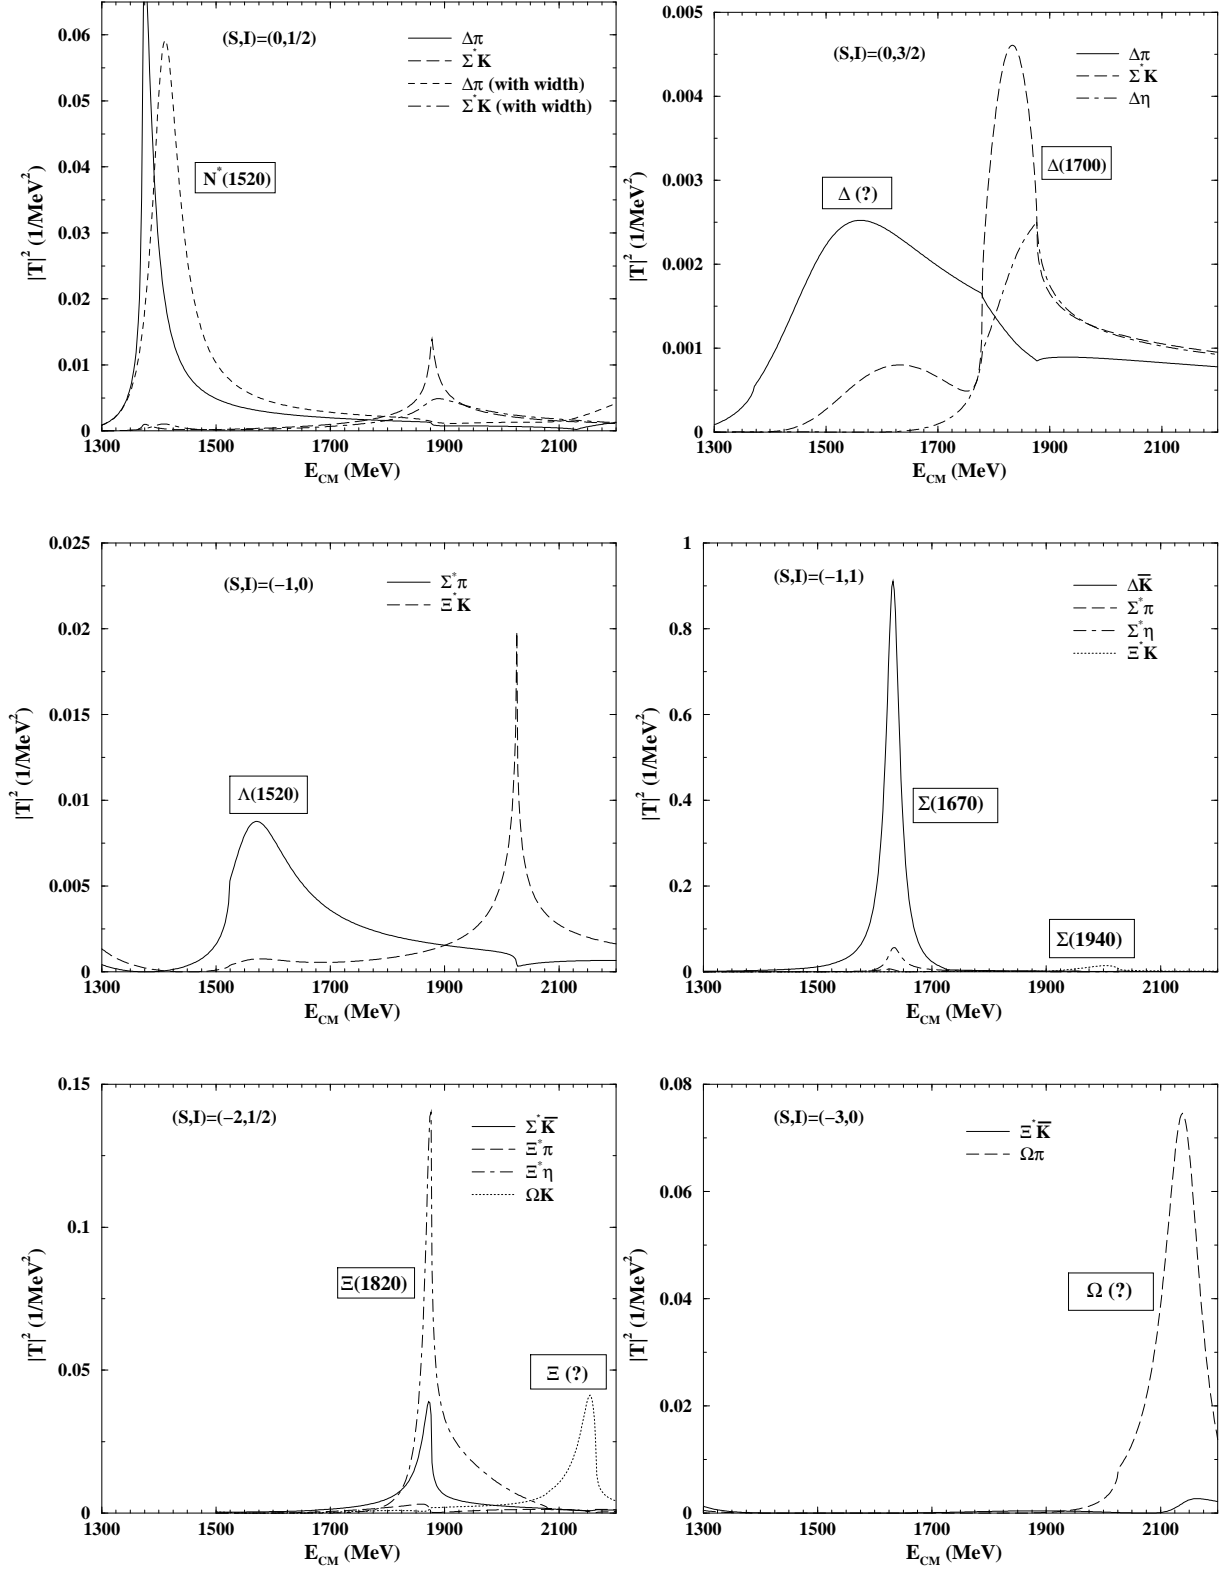 (S,I)=(0,1/2)
Δπ
Σ*K
Δπ (with width)
Σ*K (with width)
N*(1520)
|T|² (1/MeV²)
0.06
0.05
0.04
0.03
0.02
0.01
0
1300 1500 1700 1900 2100
E_CM (MeV)
(S,I)=(0,3/2)
Δπ
Σ*K
Δη
Δ (?)
Δ(1700)
|T|² (1/MeV²)
0.005
0.004
0.003
0.002
0.001
0
1300 1500 1700 1900 2100
E_CM (MeV)
(S,I)=(−1,0)
Σ*π
Ξ*K
Λ(1520)
|T|² (1/MeV²)
0.025
0.02
0.015
0.01
0.005
0
1300 1500 1700 1900 2100
E_CM (MeV)
(S,I)=(−1,1)
ΔK̅
Σ*π
Σ*η
Ξ*K
Σ(1670)
Σ(1940)
|T|² (1/MeV²)
1
0.8
0.6
0.4
0.2
0
1300 1500 1700 1900 2100
E_CM (MeV)
(S,I)=(−2,1/2)
Σ*K̅
Ξ*π
Ξ*η
ΩK
Ξ(1820)
Ξ (?)
|T|² (1/MeV²)
0.15
0.1
0.05
0
1300 1500 1700 1900 2100
E_CM (MeV)
(S,I)=(−3,0)
Ξ*K̅
Ωπ
Ω (?)
|T|² (1/MeV²)
0.08
0.06
0.04
0.02
0
1300 1500 1700 1900 2100
E_CM (MeV)